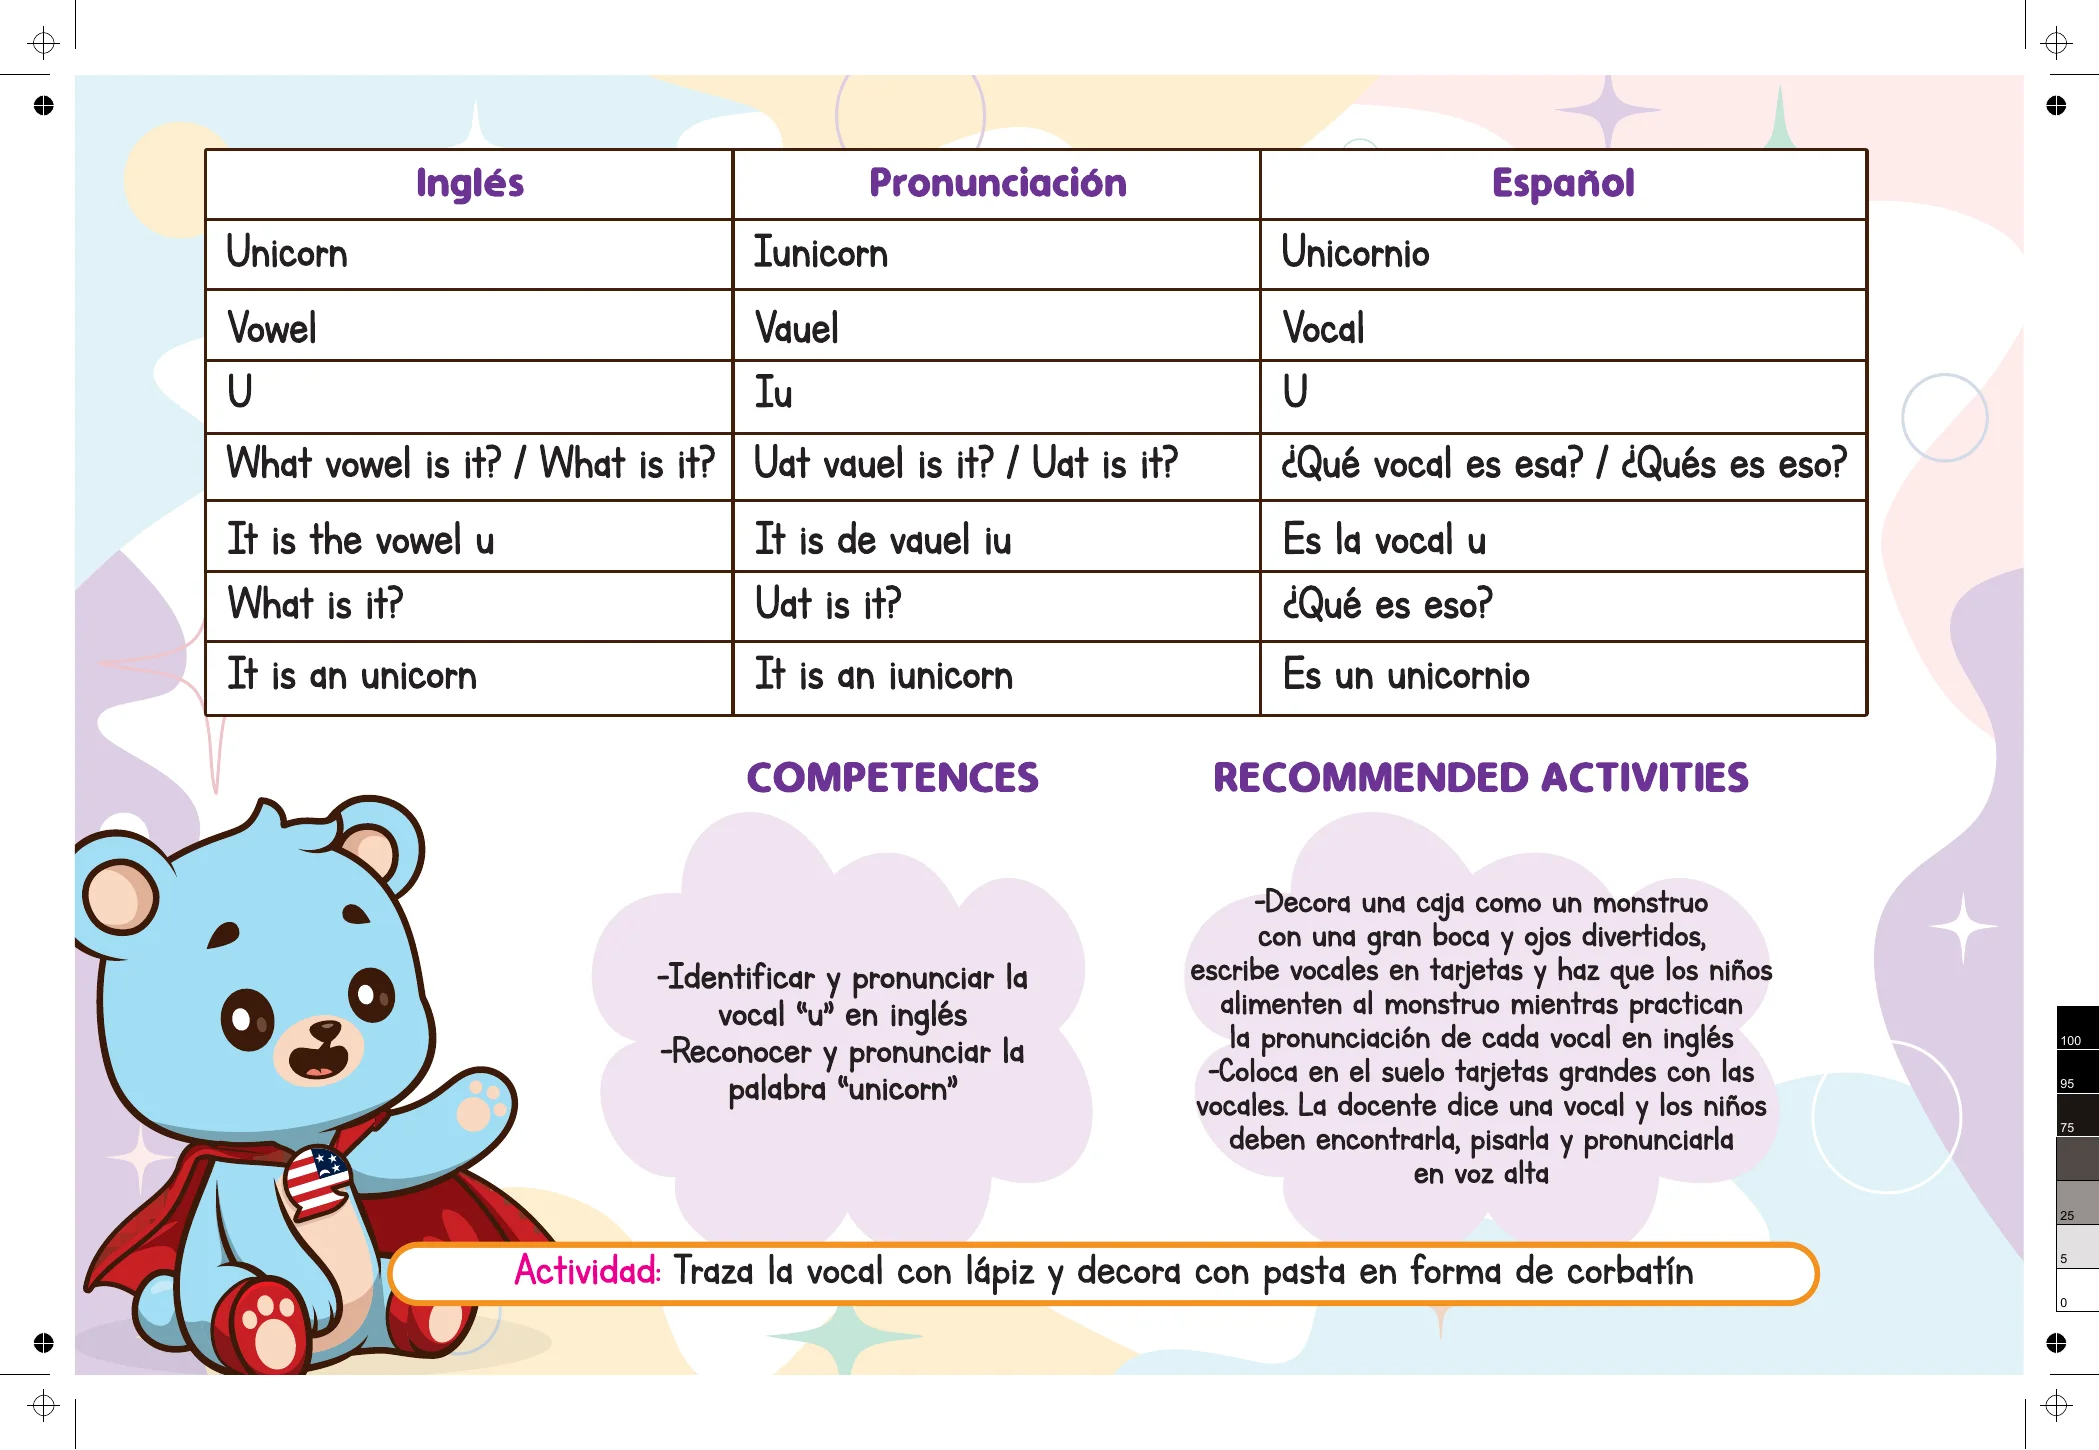 Inglés Pronunciación Español
Unicorn Iunicorn Unicornio
Vowel Vauel Vocal
U Iu U
What vowel is it? / What is it? Uat vauel is it? / Uat is it? ¿Qué vocal es esa? / ¿Qués es eso?
It is the vowel u It is de vauel iu Es la vocal u
What is it? Uat is it? ¿Qué es eso?
It is an unicorn It is an iunicorn Es un unicornio
COMPETENCES
-Identificar y pronunciar la
vocal “u” en inglés
-Reconocer y pronunciar la
palabra “unicorn”
RECOMMENDED ACTIVITIES
-Decora una caja como un monstruo
con una gran boca y ojos divertidos,
escribe vocales en tarjetas y haz que los niños
alimenten al monstruo mientras practican
la pronunciación de cada vocal en inglés
-Coloca en el suelo tarjetas grandes con las
vocales. La docente dice una vocal y los niños
deben encontrarla, pisarla y pronunciarla
en voz alta
Actividad: Traza la vocal con lápiz y decora con pasta en forma de corbatín
100
95
75
25
5
0